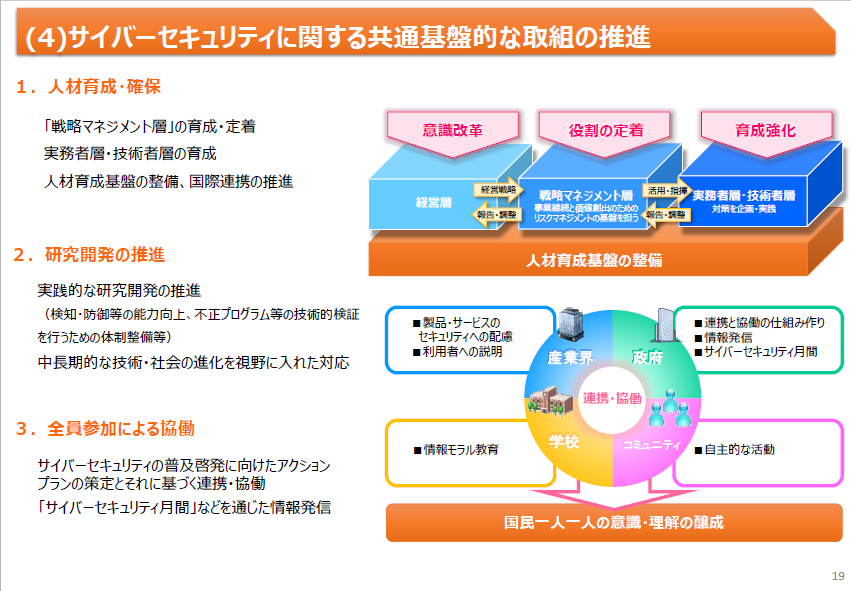 (4)サイバーセキュリティに関する共通基盤的な取組の推進
1．人材育成・確保
「戦略マネジメント層」の育成・定着
実務者層・技術者層の育成
人材育成基盤の整備、国際連携の推進
意識改革
役割の定着
育成強化
経営層
経営戦略
報告・調整
戦略マネジメント層
事業継続と価値創出のための
リスクマネジメントの基盤を担う
活用・指揮
報告・調整
実務者層・技術者層
対策を企画・実践
人材育成基盤の整備
2．研究開発の推進
実践的な研究開発の推進
（検知・防御等の能力向上、不正プログラム等の技術的検証
を行うための体制整備等）
中長期的な技術・社会の進化を視野に入れた対応
3．全員参加による協働
サイバーセキュリティの普及啓発に向けたアクション
プランの策定とそれに基づく連携・協働
「サイバーセキュリティ月間」などを通じた情報発信
■製品・サービスの
セキュリティへの配慮
■利用者への説明
産業界
政府
■連携と協働の仕組み作り
■情報発信
■サイバーセキュリティ月間
連携・協働
■情報モラル教育
学校
コミュニティ
■自主的な活動
国民一人一人の意識・理解の醸成
19